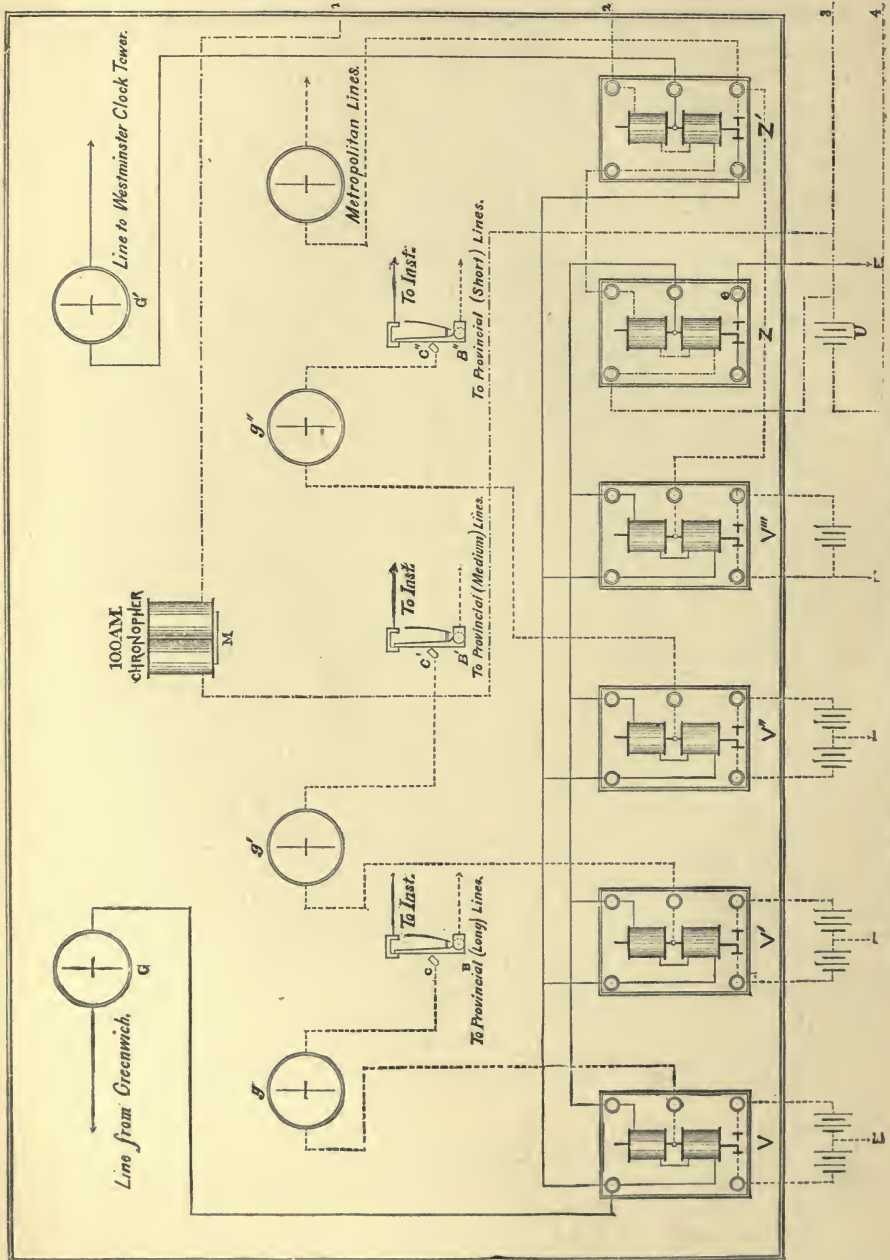 1
2
3
4
Line to Westminster Clock Tower.
G'
Metropolitan Lines.
10.0 A.M.
CHRONOPHER
M
g"
To Inst.
C"
B"
To Provincial (Short) Lines.
To Inst.
C'
B'
To Provincial (Medium) Lines.
g'
Line from Greenwich.
G
To Inst.
C
B
To Provincial (Long) Lines.
g
V
V'
V"
V'"
Z
e
Z'
E
U
E